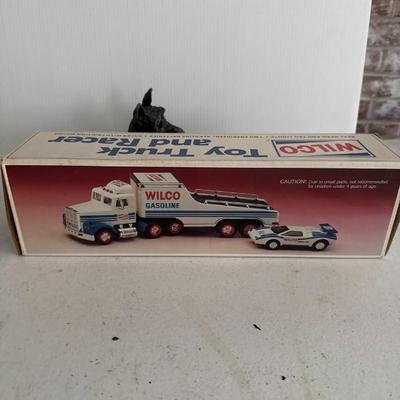 WILCO
Toy Truck
and Racer
CAUTION: Due to small parts, not recommended
for children under 4 years of age.
WILCO
GASOLINE
WILCO